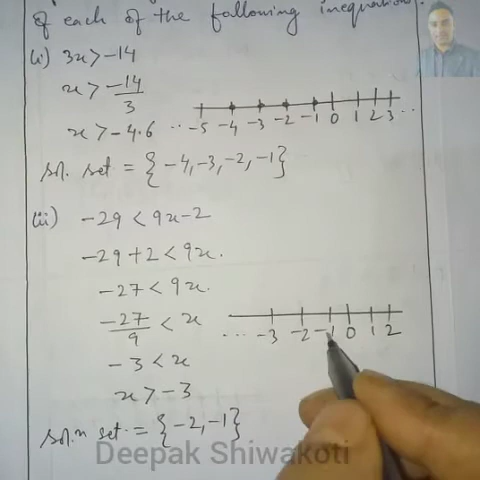 of each of the following inequations.
(i) 3x > -14
x > -14/3
x > -4.6
.. -5 -4 -3 -2 -1 0 1 2 3 ..
sol. set = {-4, -3, -2, -1}
(ii) -29 < 9x - 2
-29 + 2 < 9x.
-27 < 9x.
-27/9 < x
... -3 -2 -1 0 1 2
-3 < x
x > -3
solⁿ set. = {-2, -1}
Deepak Shiwakoti